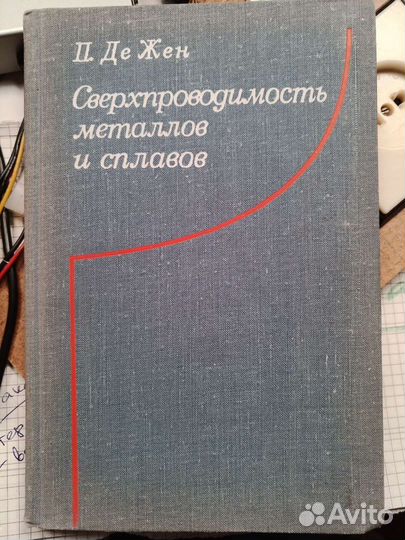 П. Де Жен
Сверхпроводимость
металлов
и сплавов
Avito